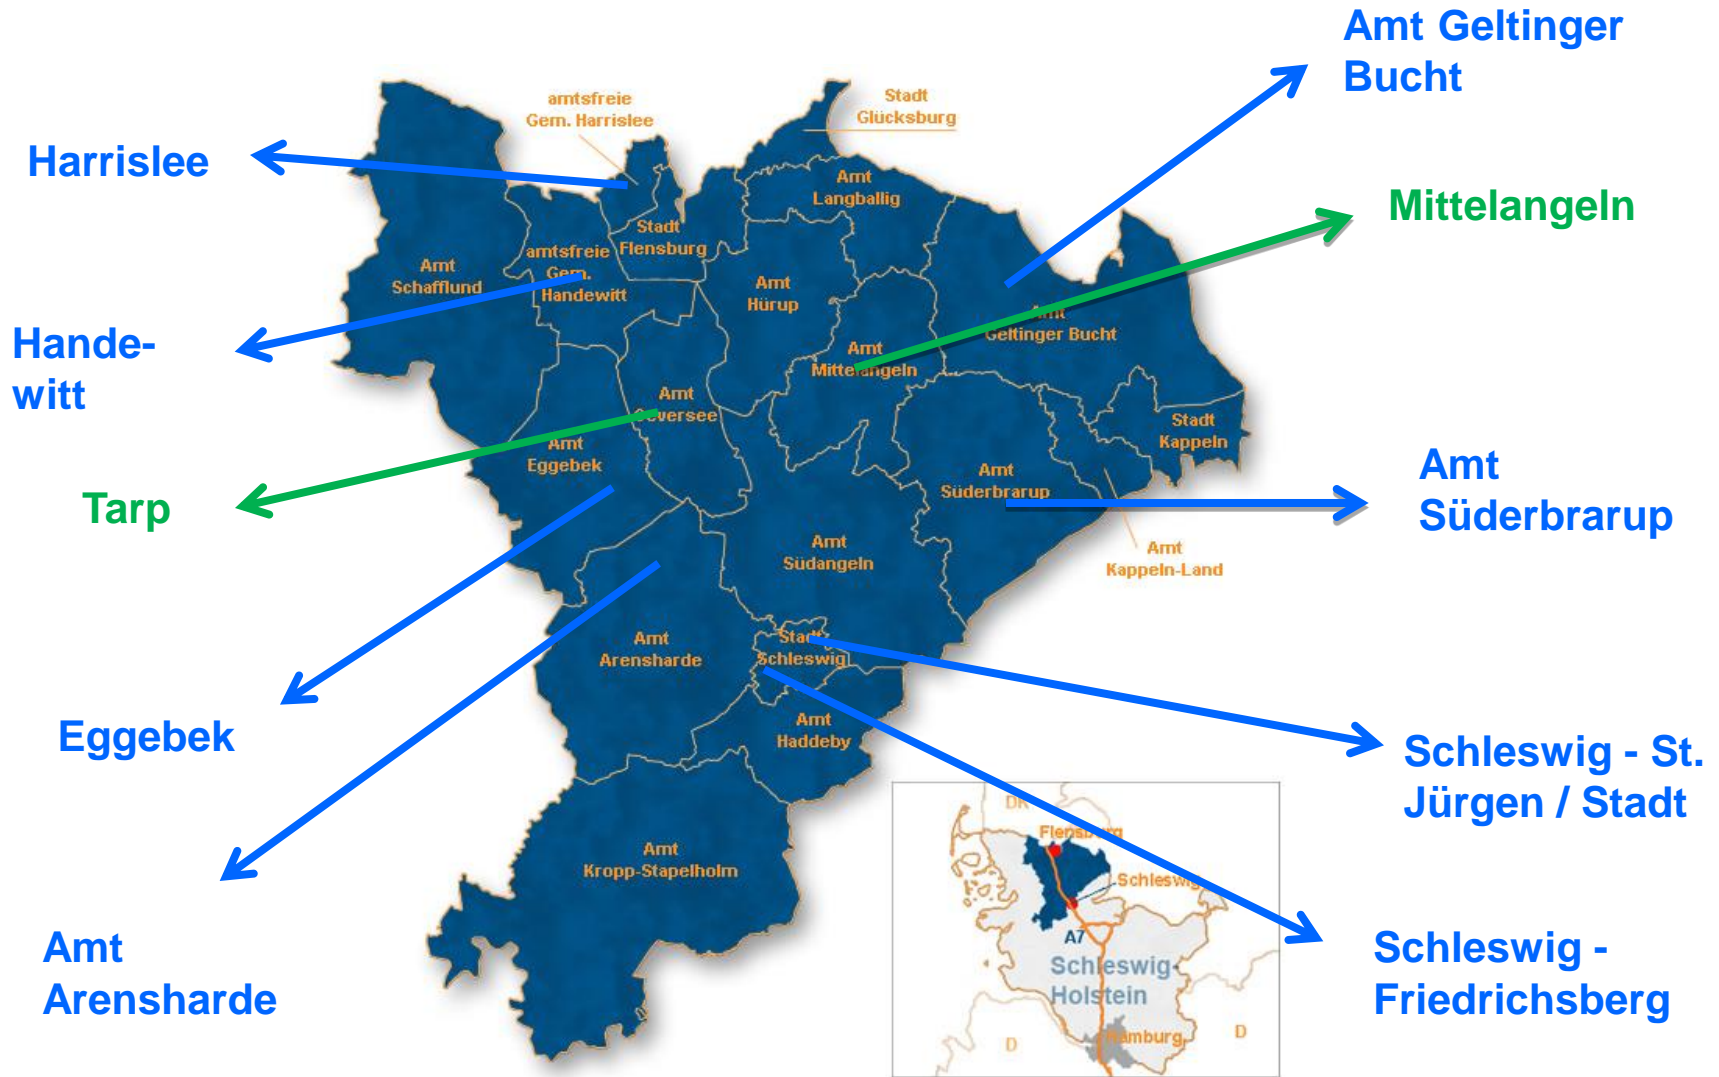 Amt Geltinger
Bucht
amtsfreie
Gem. Harrislee
Stadt
Glücksburg
Harrislee
Amt
Langballig
Mittelangeln
Stadt
Flensburg
amtsfreie
Gem.
Handewitt
Amt
Schafflund
Amt
Hürup
Amt
Geltinger Bucht
Hande-
witt
Amt
Mittelangeln
Amt
Oeversee
Stadt
Kappeln
Amt
Eggebek
Amt
Süderbrarup
Amt
Süderbrarup
Tarp
Amt
Südangeln
Amt
Kappeln-Land
Amt
Arensharde
Stadt
Schleswig
Eggebek
Amt
Haddeby
Schleswig - St.
Jürgen / Stadt
Amt
Kropp-Stapelholm
DK
Flensburg
Schleswig
A7
Schleswig-
Holstein
Hamburg
D
D
Amt
Arensharde
Schleswig -
Friedrichsberg